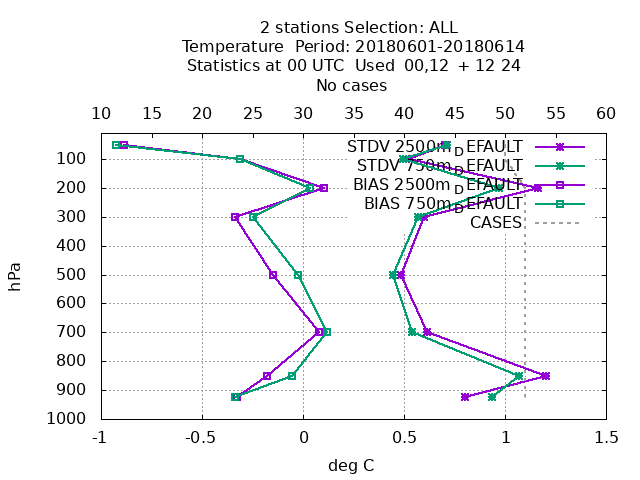 2 stations Selection: ALL
Temperature  Period: 20180601-20180614
Statistics at 00 UTC  Used  00,12  + 12 24
No cases
10 15 20 25 30 35 40 45 50 55 60
STDV 2500m_DEFAULT
100 STDV 750m_DEFAULT
200 BIAS 2500m_DEFAULT
BIAS 750m_DEFAULT
300 CASES
400
hPa
500
600
700
800
900
1000
-1 -0.5 0 0.5 1 1.5
deg C